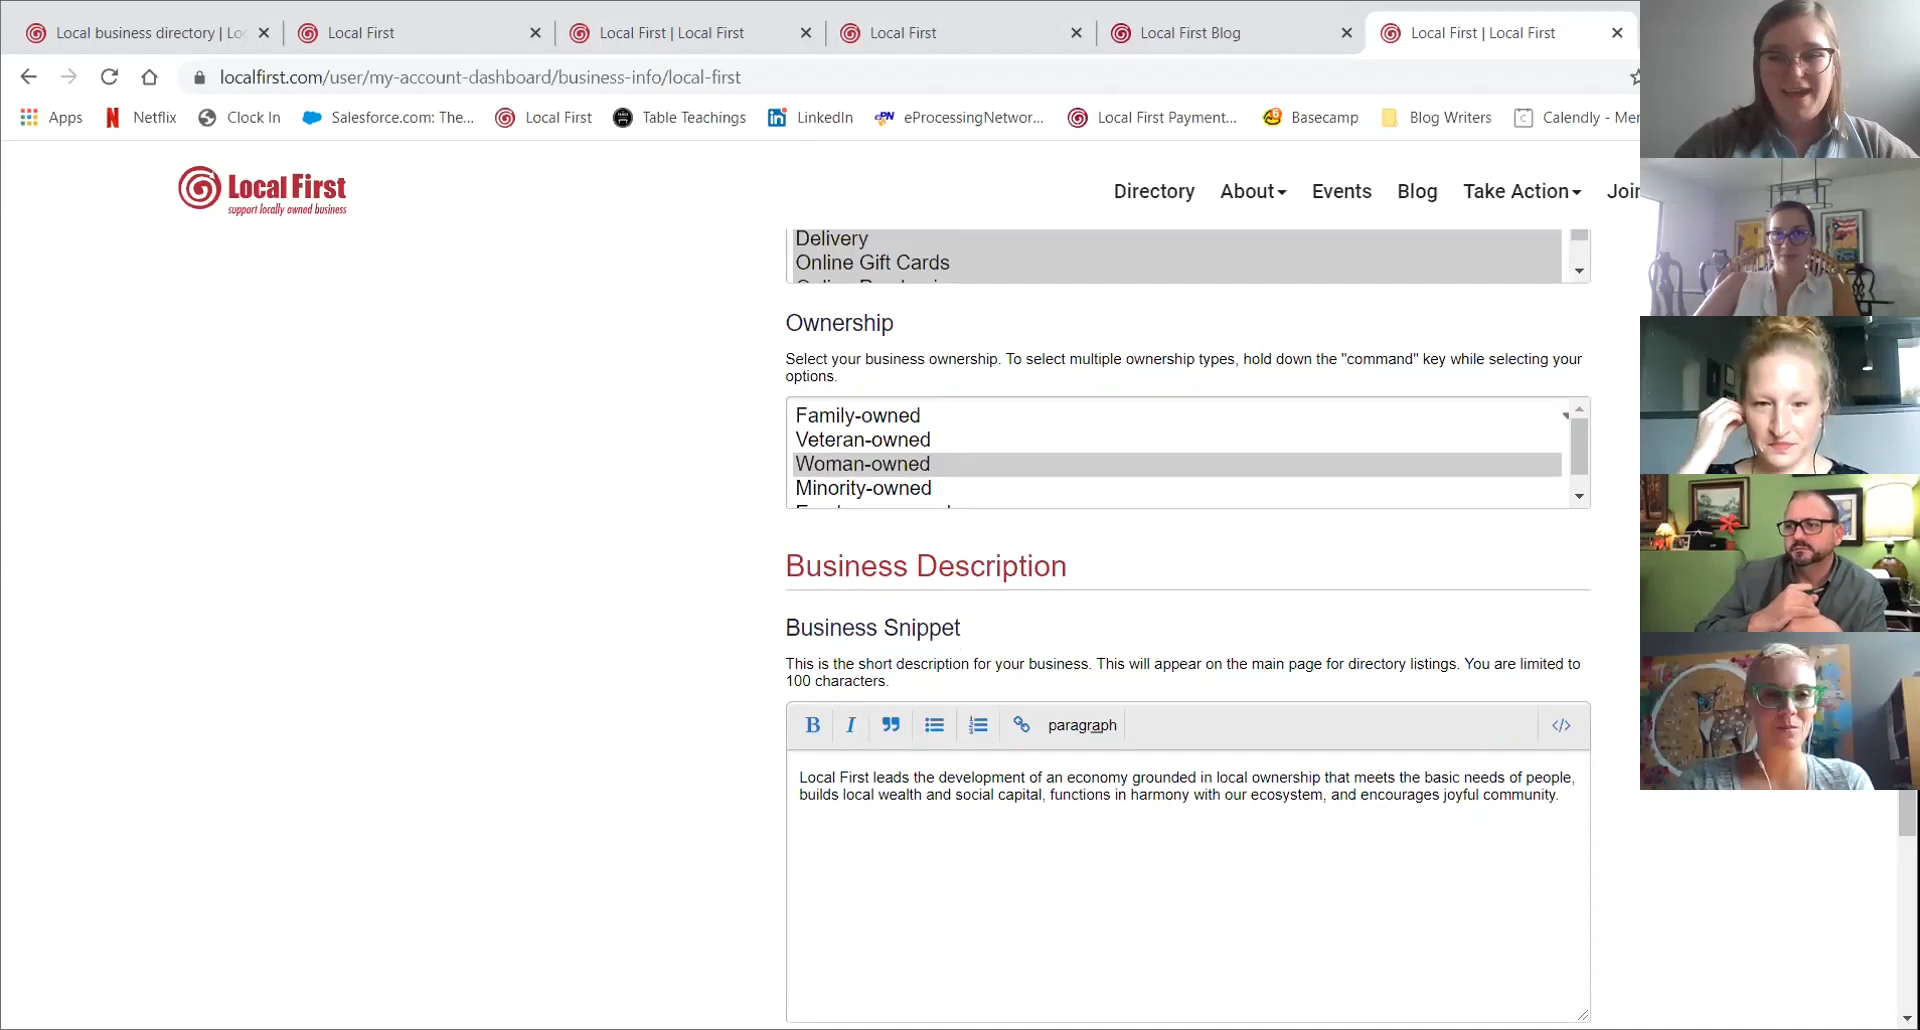 Local business directory | Lo
Local First
Local First | Local First
Local First
Local First Blog
Local First | Local First
localfirst.com/user/my-account-dashboard/business-info/local-first
Apps
Netflix
Clock In
Salesforce.com: The...
Local First
Table Teachings
LinkedIn
eProcessingNetwor...
Local First Payment...
Basecamp
Blog Writers
Calendly - Mer
Local First
support locally owned business
Directory
About
Events
Blog
Take Action
Join
Delivery
Online Gift Cards
Ownership
Select your business ownership. To select multiple ownership types, hold down the "command" key while selecting your
options.
Family-owned
Veteran-owned
Woman-owned
Minority-owned
Business Description
Business Snippet
This is the short description for your business. This will appear on the main page for directory listings. You are limited to
100 characters.
B I
paragraph
</>
Local First leads the development of an economy grounded in local ownership that meets the basic needs of people,
builds local wealth and social capital, functions in harmony with our ecosystem, and encourages joyful community.